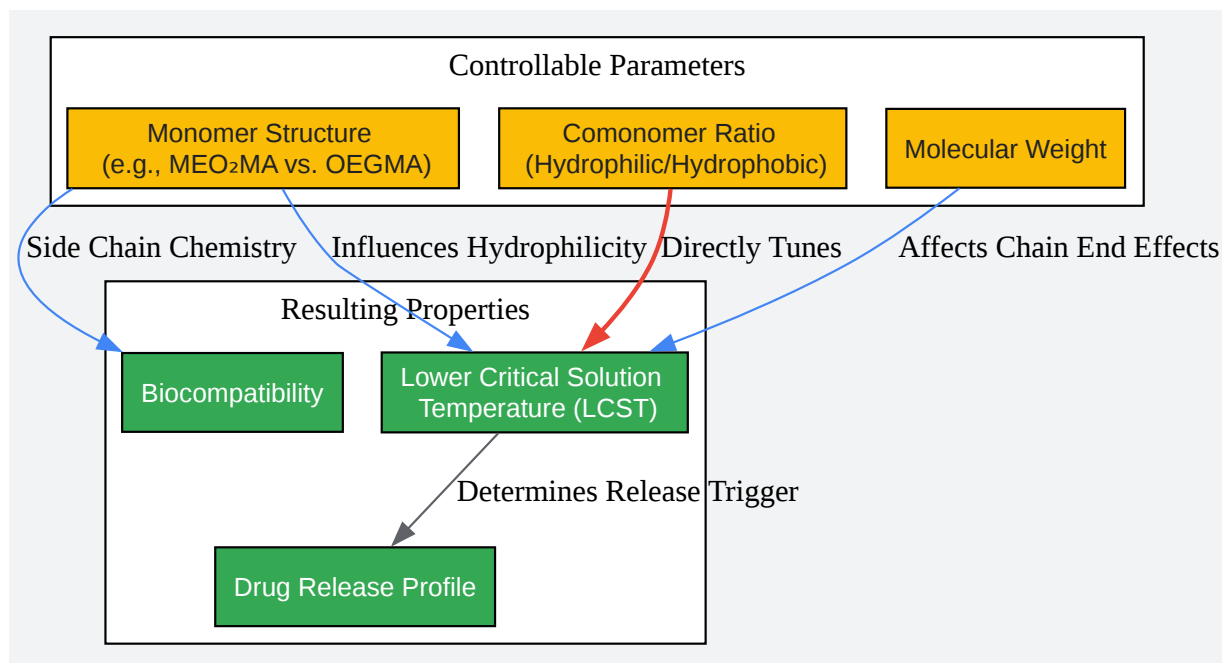 Controllable Parameters
Monomer Structure
(e.g., MEO₂MA vs. OEGMA)
Comonomer Ratio
(Hydrophilic/Hydrophobic)
Molecular Weight
Side Chain Chemistry
Influences Hydrophilicity
Directly Tunes
Affects Chain End Effects
Resulting Properties
Biocompatibility
Lower Critical Solution
Temperature (LCST)
Determines Release Trigger
Drug Release Profile